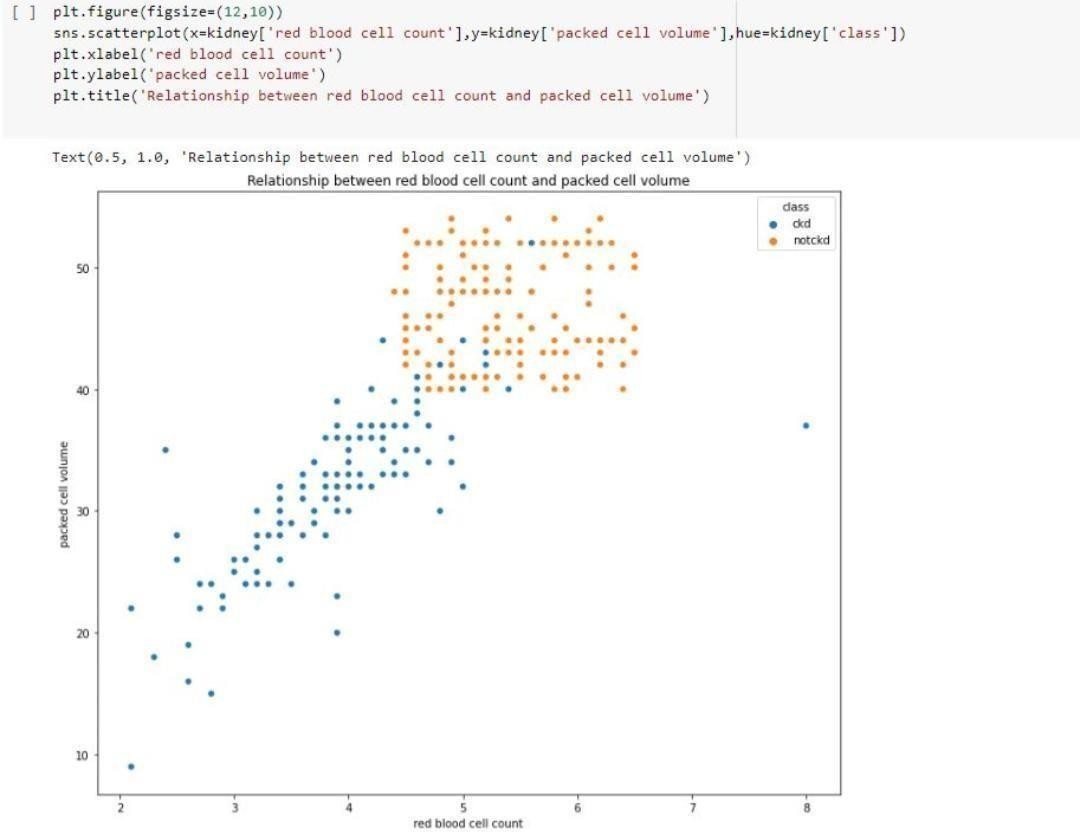 [ ] plt.figure(figsize=(12,10))
sns.scatterplot(x=kidney['red blood cell count'],y=kidney['packed cell volume'],hue=kidney['class'])
plt.xlabel('red blood cell count')
plt.ylabel('packed cell volume')
plt.title('Relationship between red blood cell count and packed cell volume')
Text(0.5, 1.0, 'Relationship between red blood cell count and packed cell volume')
Relationship between red blood cell count and packed cell volume
class
ckd
notckd
50
40
30
20
10
packed cell volume
2 3 4 5 6 7 8
red blood cell count